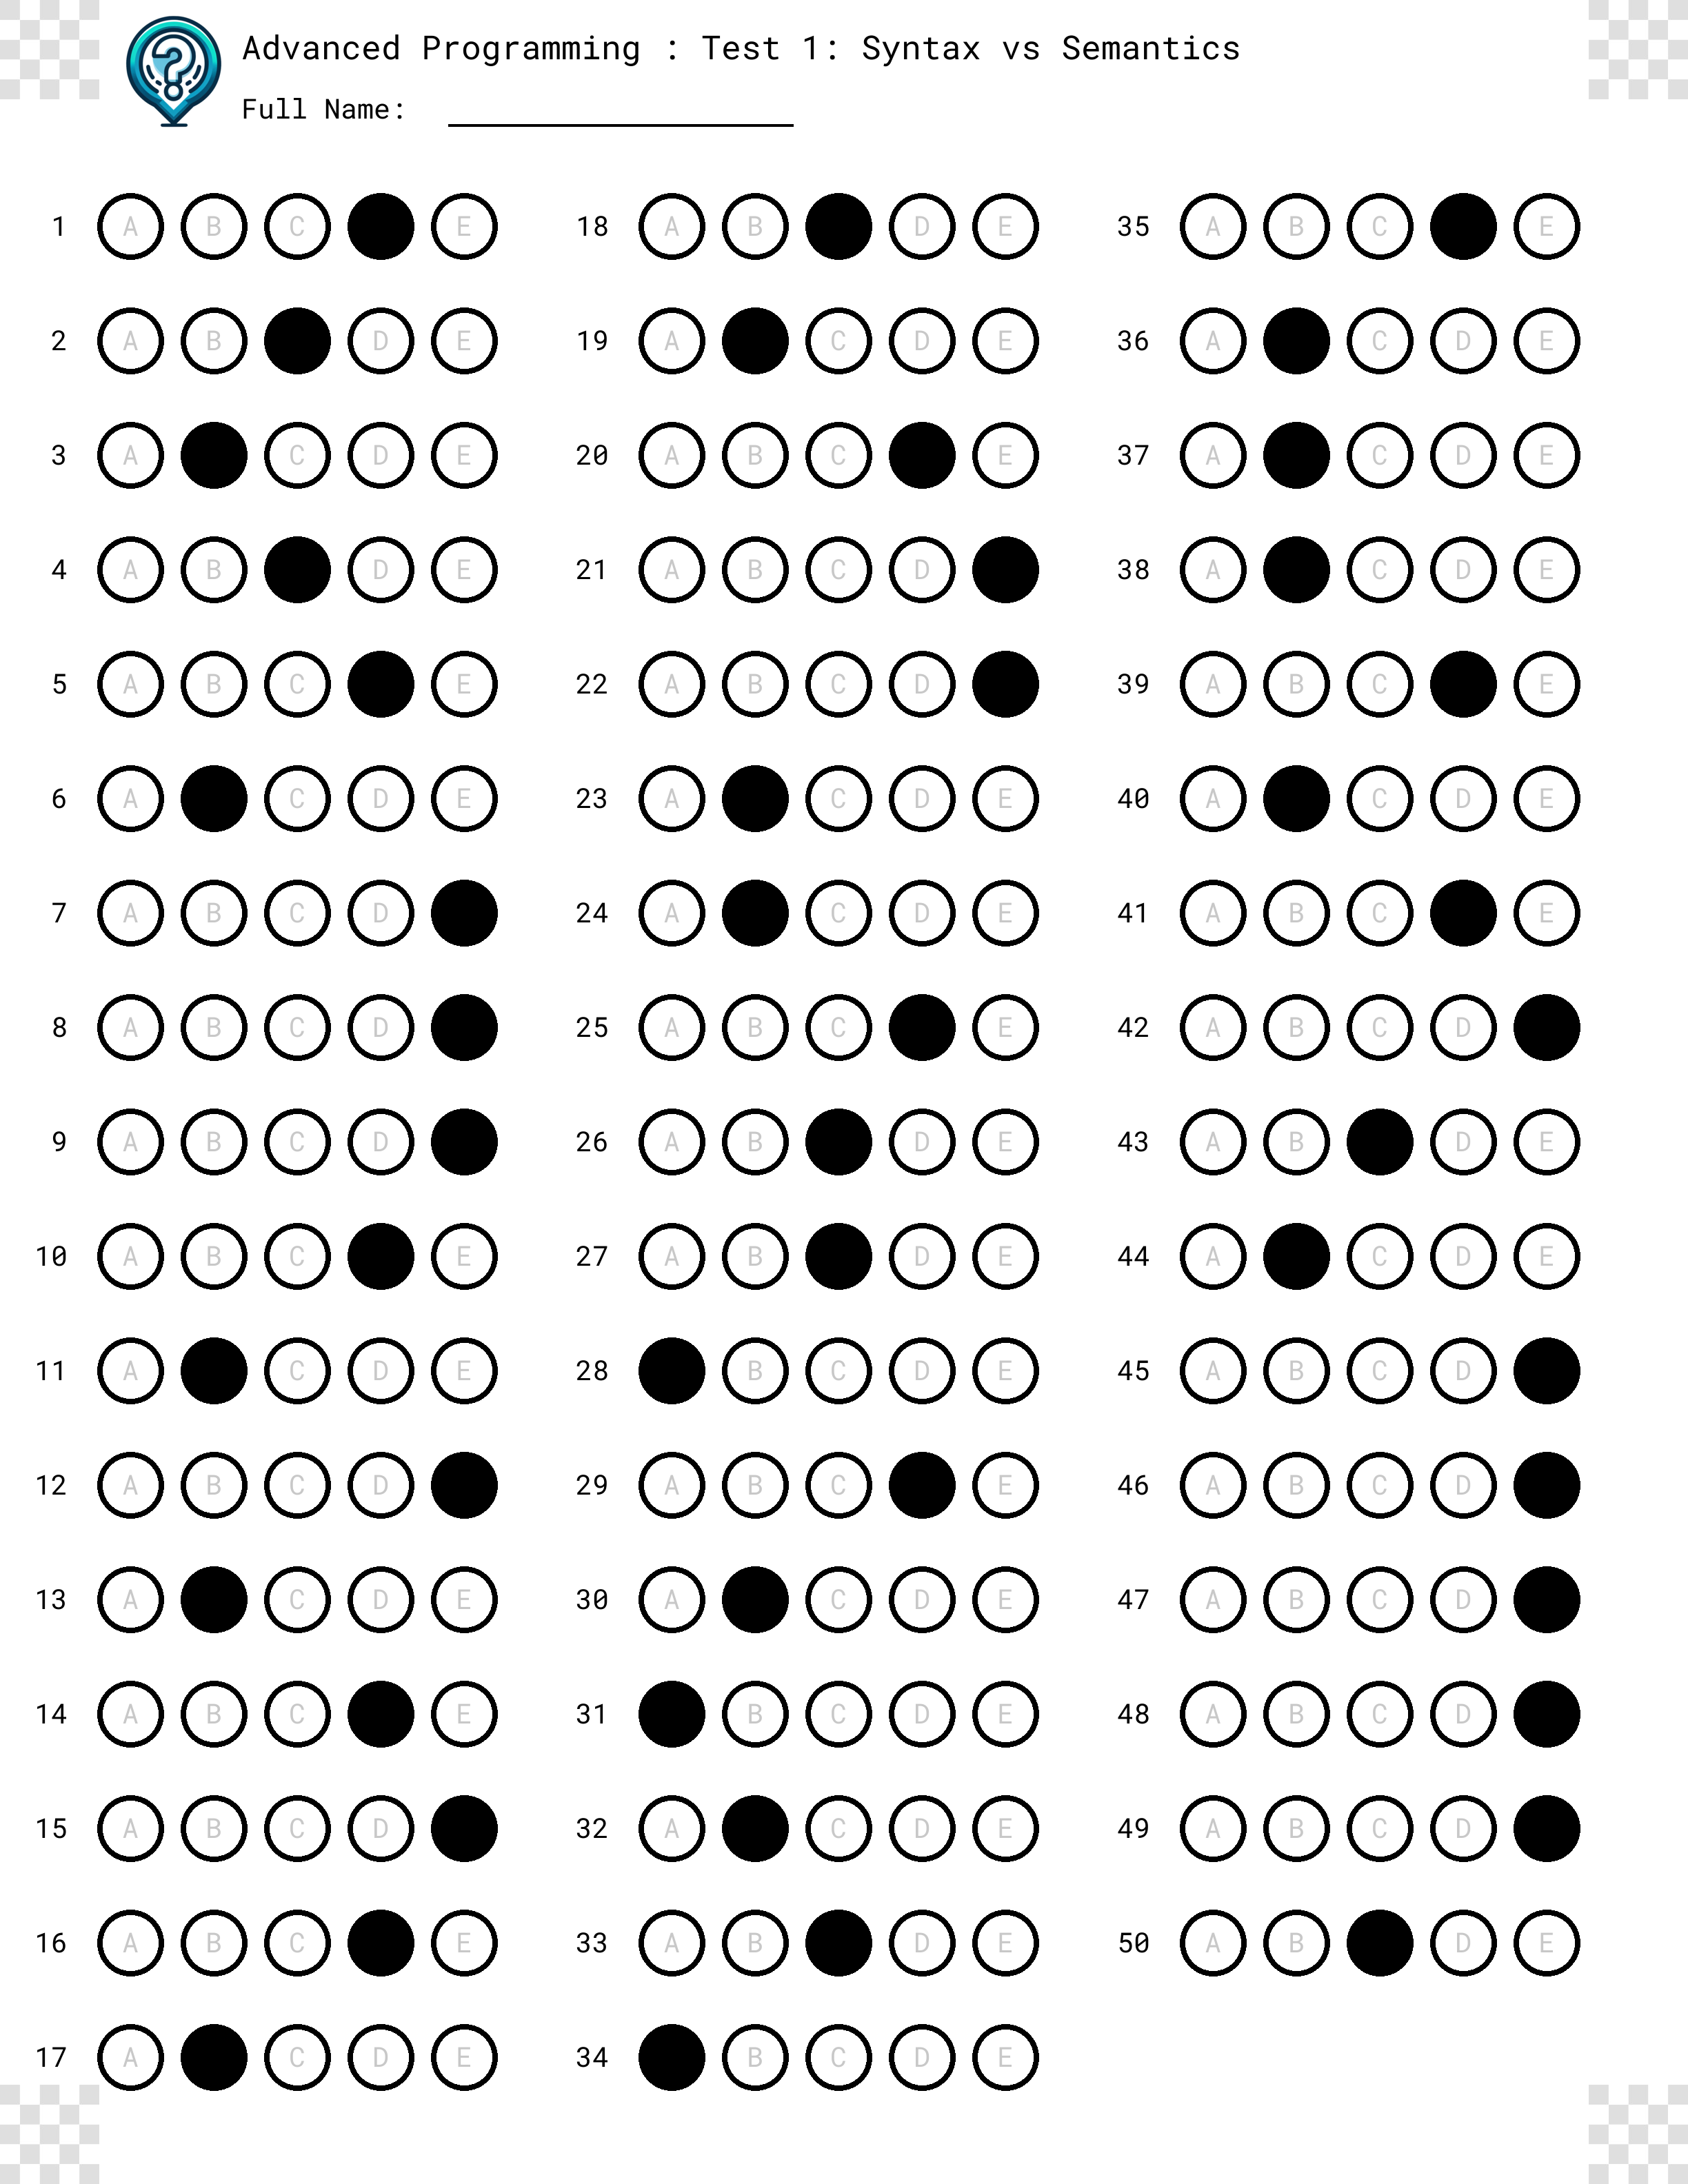 Advanced Programming : Test 1: Syntax vs Semantics
Full Name:
1 A B C E
2 A B D E
3 A C D E
4 A B D E
5 A B C E
6 A C D E
7 A B C D
8 A B C D
9 A B C D
10 A B C E
11 A C D E
12 A B C D
13 A C D E
14 A B C E
15 A B C D
16 A B C E
17 A C D E
18 A B D E
19 A C D E
20 A B C E
21 A B C D
22 A B C D
23 A C D E
24 A C D E
25 A B C E
26 A B D E
27 A B D E
28 B C D E
29 A B C E
30 A C D E
31 B C D E
32 A C D E
33 A B D E
34 B C D E
35 A B C E
36 A C D E
37 A C D E
38 A C D E
39 A B C E
40 A C D E
41 A B C E
42 A B C D
43 A B D E
44 A C D E
45 A B C D
46 A B C D
47 A B C D
48 A B C D
49 A B C D
50 A B D E